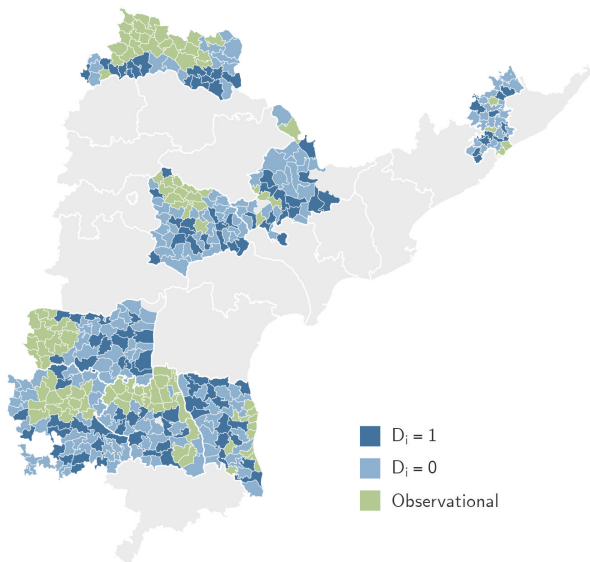 Dᵢ = 1
Dᵢ = 0
Observational